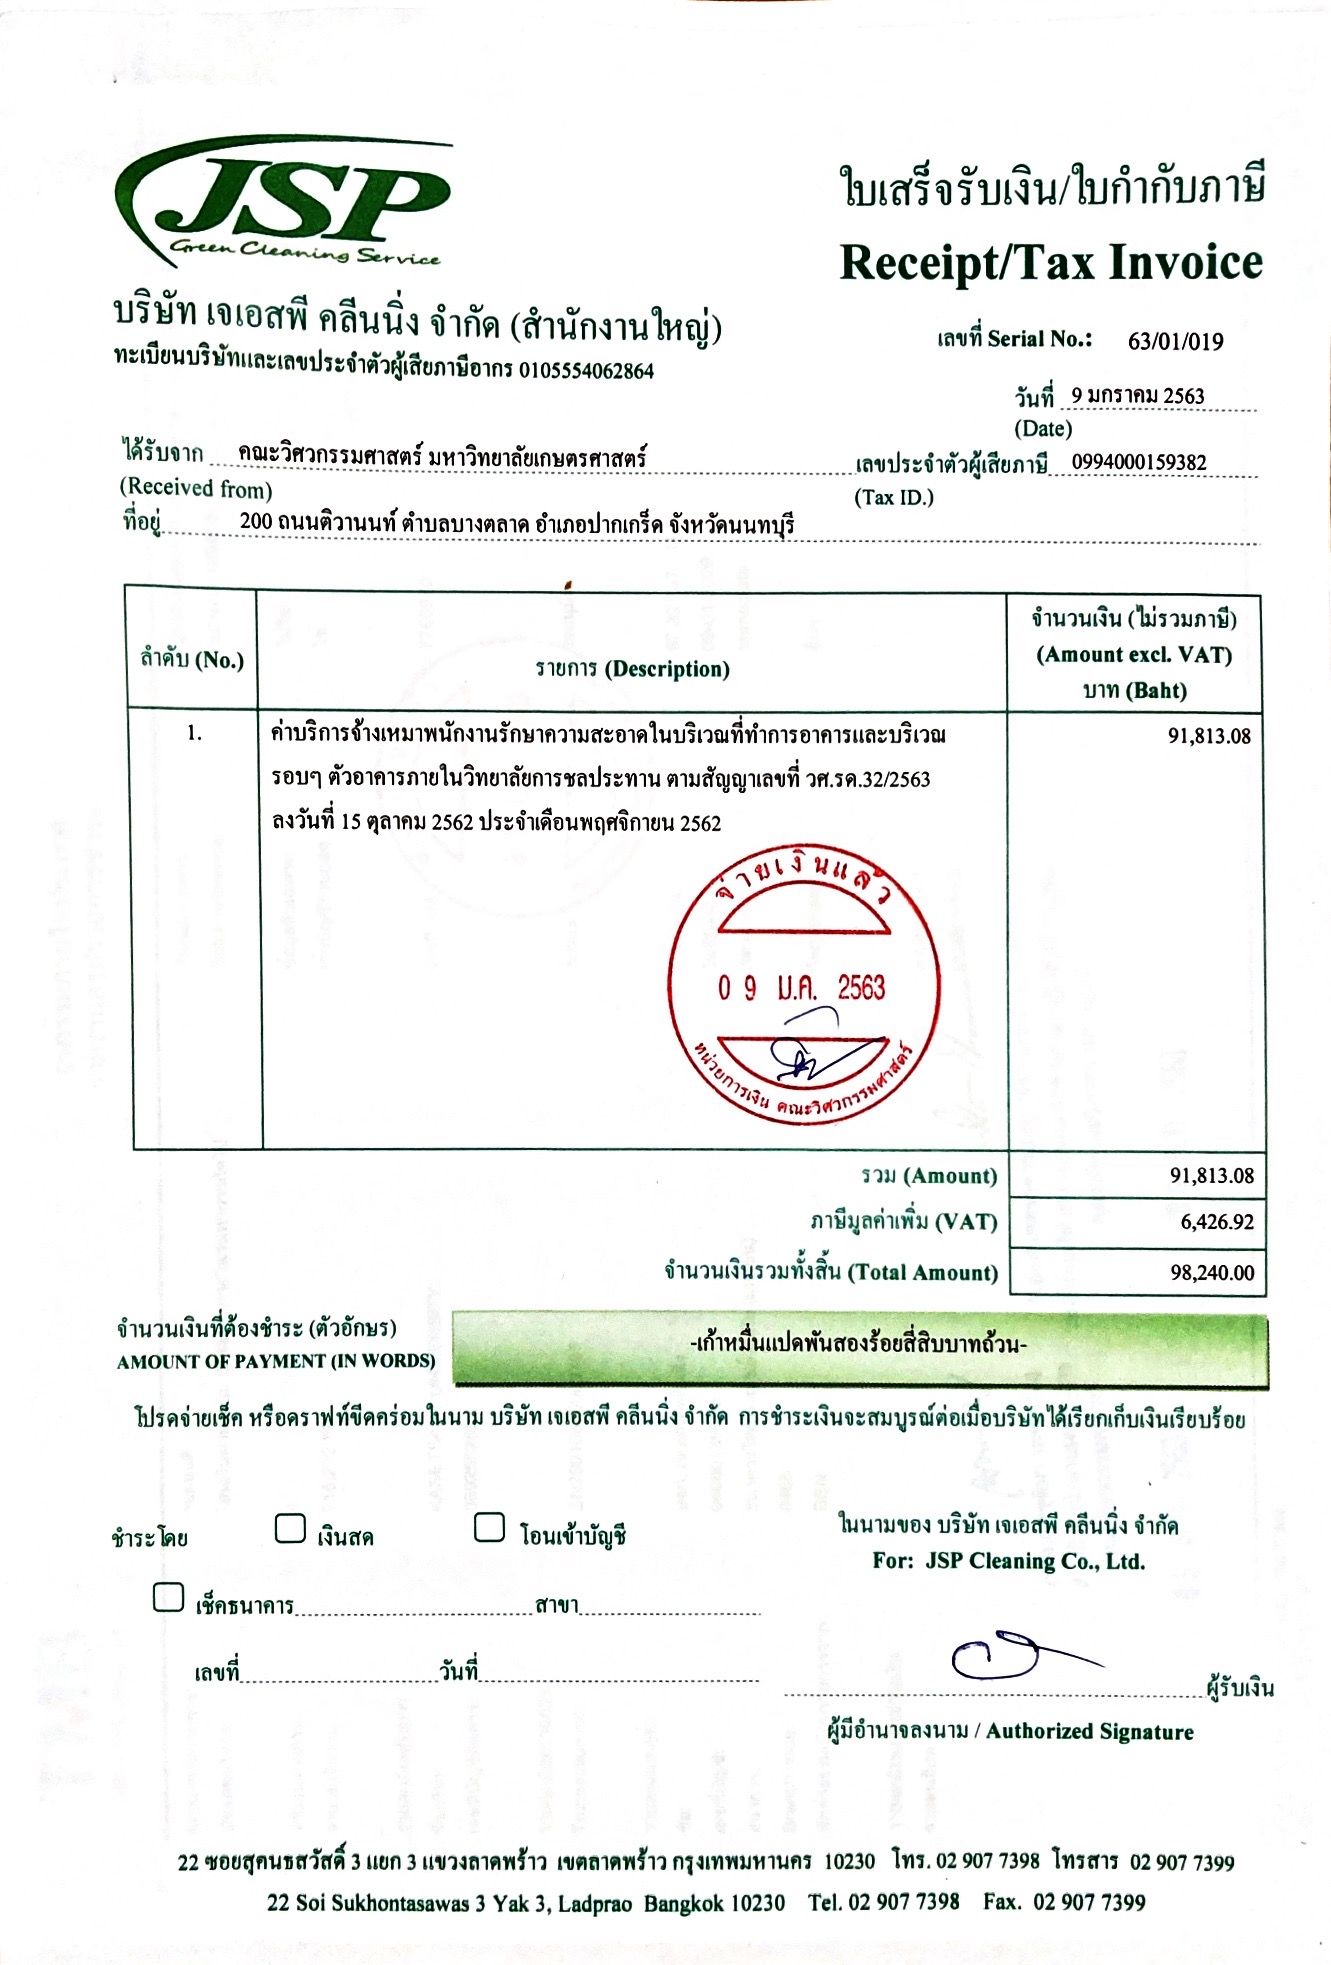 JSP
Green Cleaning Service
ใบเสร็จรับเงิน/ใบกำกับภาษี
Receipt/Tax Invoice
บริษัท เจเอสพี คลีนนิ่ง จำกัด (สำนักงานใหญ่)
ทะเบียนบริษัทและเลขประจำตัวผู้เสียภาษีอากร 0105554062864
เลขที่ Serial No.: 63/01/019
วันที่ 9 มกราคม 2563
(Date)
ได้รับจาก คณะวิศวกรรมศาสตร์ มหาวิทยาลัยเกษตรศาสตร์ เลขประจำตัวผู้เสียภาษี 0994000159382
(Received from) (Tax ID.)
ที่อยู่ 200 ถนนติวานนท์ ตำบลบางตลาด อำเภอปากเกร็ด จังหวัดนนทบุรี
ลำดับ (No.) รายการ (Description) จำนวนเงิน (ไม่รวมภาษี)
(Amount excl. VAT)
บาท (Baht)
1. ค่าบริการจ้างเหมาพนักงานรักษาความสะอาดในบริเวณที่ทำการอาคารและบริเวณ 91,813.08
รอบๆ ตัวอาคารภายในวิทยาลัยการชลประทาน ตามสัญญาเลขที่ วศ.รด.32/2563
ลงวันที่ 15 ตุลาคม 2562 ประจำเดือนพฤศจิกายน 2562
จ่ายเงินแล้ว
09 ม.ค. 2563
หน่วยการเงิน คณะวิศวกรรมศาสตร์
รวม (Amount) 91,813.08
ภาษีมูลค่าเพิ่ม (VAT) 6,426.92
จำนวนเงินรวมทั้งสิ้น (Total Amount) 98,240.00
จำนวนเงินที่ต้องชำระ (ตัวอักษร)
AMOUNT OF PAYMENT (IN WORDS) -เก้าหมื่นแปดพันสองร้อยสี่สิบบาทถ้วน-
โปรดจ่ายเช็ค หรือดราฟท์ขีดคร่อมในนาม บริษัท เจเอสพี คลีนนิ่ง จำกัด การชำระเงินจะสมบูรณ์ต่อเมื่อบริษัทได้เรียกเก็บเงินเรียบร้อย
ชำระโดย เงินสด โอนเข้าบัญชี
เช็คธนาคาร สาขา
เลขที่ วันที่
ในนามของ บริษัท เจเอสพี คลีนนิ่ง จำกัด
For: JSP Cleaning Co., Ltd.
ผู้รับเงิน
ผู้มีอำนาจลงนาม / Authorized Signature
22 ซอยสุคนธสวัสดิ์ 3 แยก 3 แขวงลาดพร้าว เขตลาดพร้าว กรุงเทพมหานคร 10230 โทร. 02 907 7398 โทรสาร 02 907 7399
22 Soi Sukhontasawas 3 Yak 3, Ladprao Bangkok 10230 Tel. 02 907 7398 Fax. 02 907 7399